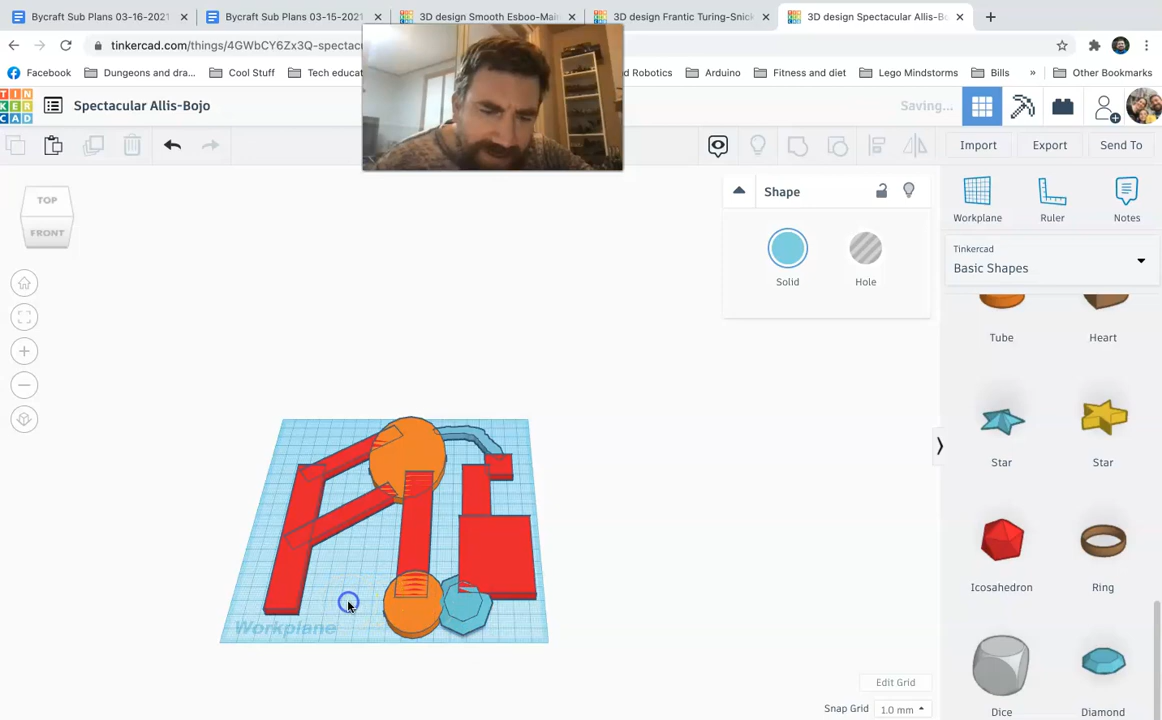 Bycraft Sub Plans 03-16-2021
Bycraft Sub Plans 03-15-2021
3D design Smooth Esboo-Mai
3D design Frantic Turing-Snic
3D design Spectacular Allis-Bo
tinkercad.com/things/4GWbCY6Zx3Q-spectacu
Facebook
Dungeons and dra...
Cool Stuff
Tech educat
d Robotics
Arduino
Fitness and diet
Lego Mindstorms
Bills
»
Other Bookmarks
TIN
KER
CAD
Spectacular Allis-Bojo
Saving...
Import
Export
Send To
TOP
FRONT
Shape
Solid
Hole
Workplane
Ruler
Notes
Tinkercad
Basic Shapes
Tube
Heart
Star
Star
Icosahedron
Ring
Dice
Diamond
Workplane
Edit Grid
Snap Grid
1.0 mm